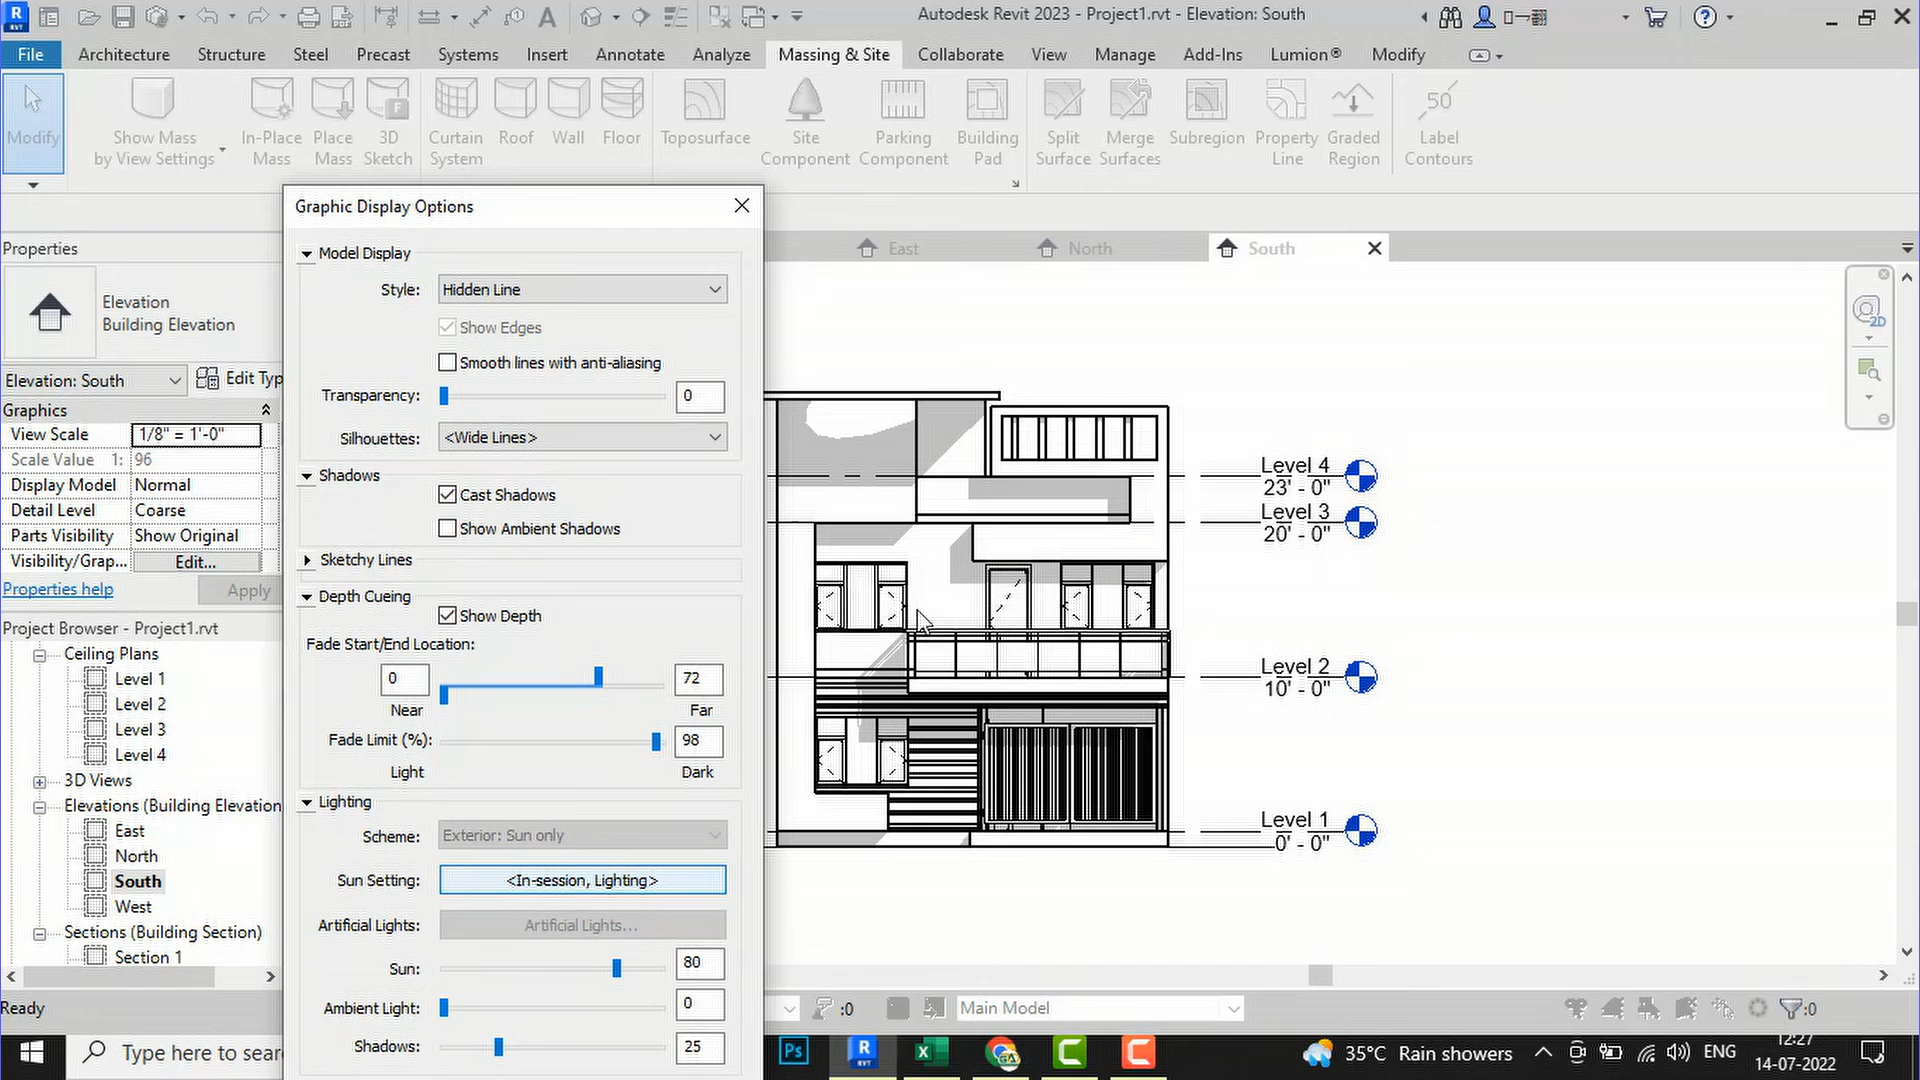 Autodesk Revit 2023 - Project1.rvt - Elevation: South
File Architecture Structure Steel Precast Systems Insert Annotate Analyze Massing & Site Collaborate View Manage Add-Ins Lumion® Modify
Modify
Show Mass
by View Settings
In-Place
Mass
Place
Mass
3D
Sketch
Curtain
System
Roof
Wall
Floor
Toposurface
Site
Component
Parking
Component
Building
Pad
Split
Surface
Merge
Surfaces
Subregion
Property
Line
Graded
Region
50
Label
Contours
Graphic Display Options
Model Display
Style: Hidden Line
Show Edges
Smooth lines with anti-aliasing
Transparency: 0
Silhouettes: <Wide Lines>
Shadows
Cast Shadows
Show Ambient Shadows
Sketchy Lines
Depth Cueing
Show Depth
Fade Start/End Location:
0 72
Near Far
Fade Limit (%): 98
Light Dark
Lighting
Scheme: Exterior: Sun only
Sun Setting: <In-session, Lighting>
Artificial Lights: Artificial Lights...
Sun: 80
Ambient Light: 0
Shadows: 25
Properties
Elevation
Building Elevation
Elevation: South Edit Typ
Graphics
View Scale 1/8" = 1'-0"
Scale Value 1: 96
Display Model Normal
Detail Level Coarse
Parts Visibility Show Original
Visibility/Grap... Edit...
Properties help Apply
Project Browser - Project1.rvt
Ceiling Plans
Level 1
Level 2
Level 3
Level 4
3D Views
Elevations (Building Elevation
East
North
South
West
Sections (Building Section)
Section 1
East North South
2D
Level 4
23' - 0"
Level 3
20' - 0"
Level 2
10' - 0"
Level 1
0' - 0"
Ready
:0 Main Model :0
Type here to sear
Ps R RVT
35°C Rain showers ENG
12:27
14-07-2022